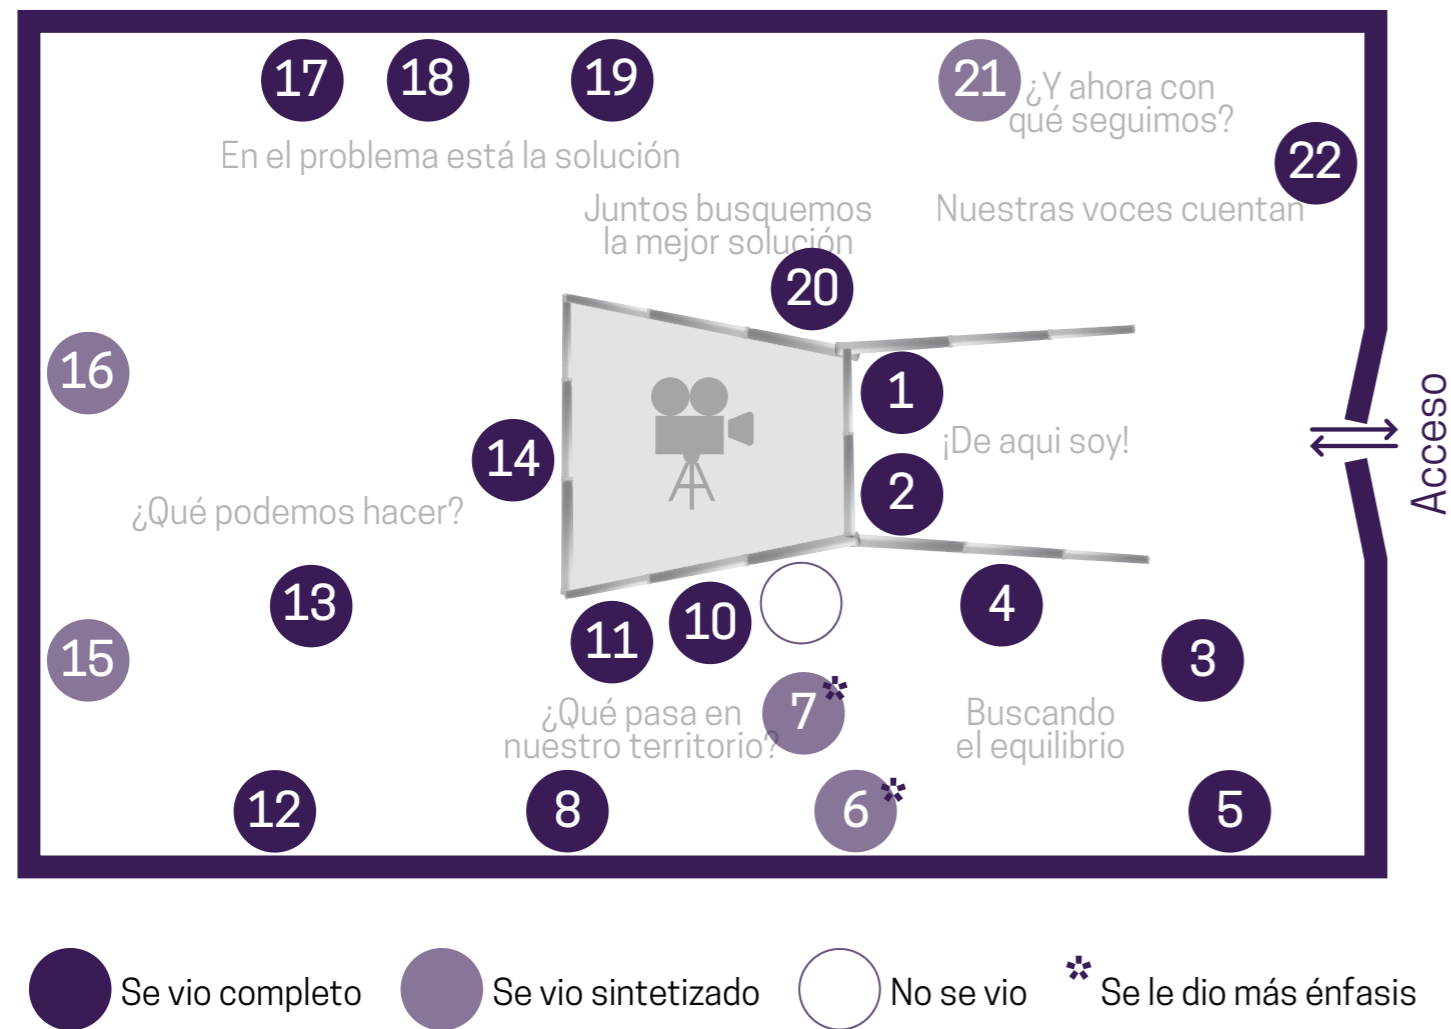 17
18
19
21
¿Y ahora con
qué seguimos?
En el problema está la solución
22
Juntos busquemos
la mejor solución
Nuestras voces cuentan
20
16
1
Acceso
14
¡De aqui soy!
2
¿Qué podemos hacer?
13
11
10
4
3
15
7*
¿Qué pasa en
nuestro territorio?
Buscando
el equilibrio
12
8
6*
5
Se vio completo
Se vio sintetizado
No se vio
* Se le dio más énfasis